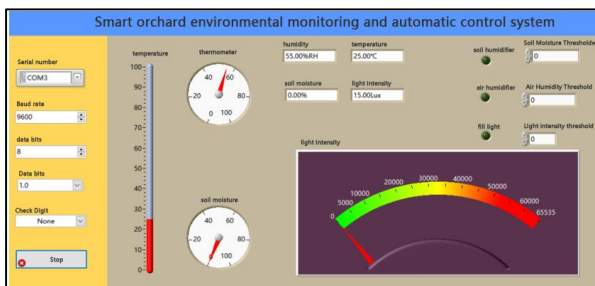 Smart orchard environmental monitoring and automatic control system
Serial number
COM3
Baud rate
9600
data bits
8
Data bits
1.0
Check Digit
None
Stop
temperature
100
90
80
70
60
50
40
30
20
10
0
thermometer
40 60
20 80
0 100
soil moisture
40 60
20 80
0 100
humidity
55.00%RH
temperature
25.00°C
soil moisture
0.00%
light Intensity
15.00Lux
soil humidifier
Soil Moisture Threshold
0
air humidifier
Air Humidity Threshold
0
fill light
Light intensity threshold
0
light Intensity
0
5000
10000
20000
30000
40000
50000
60000
65535